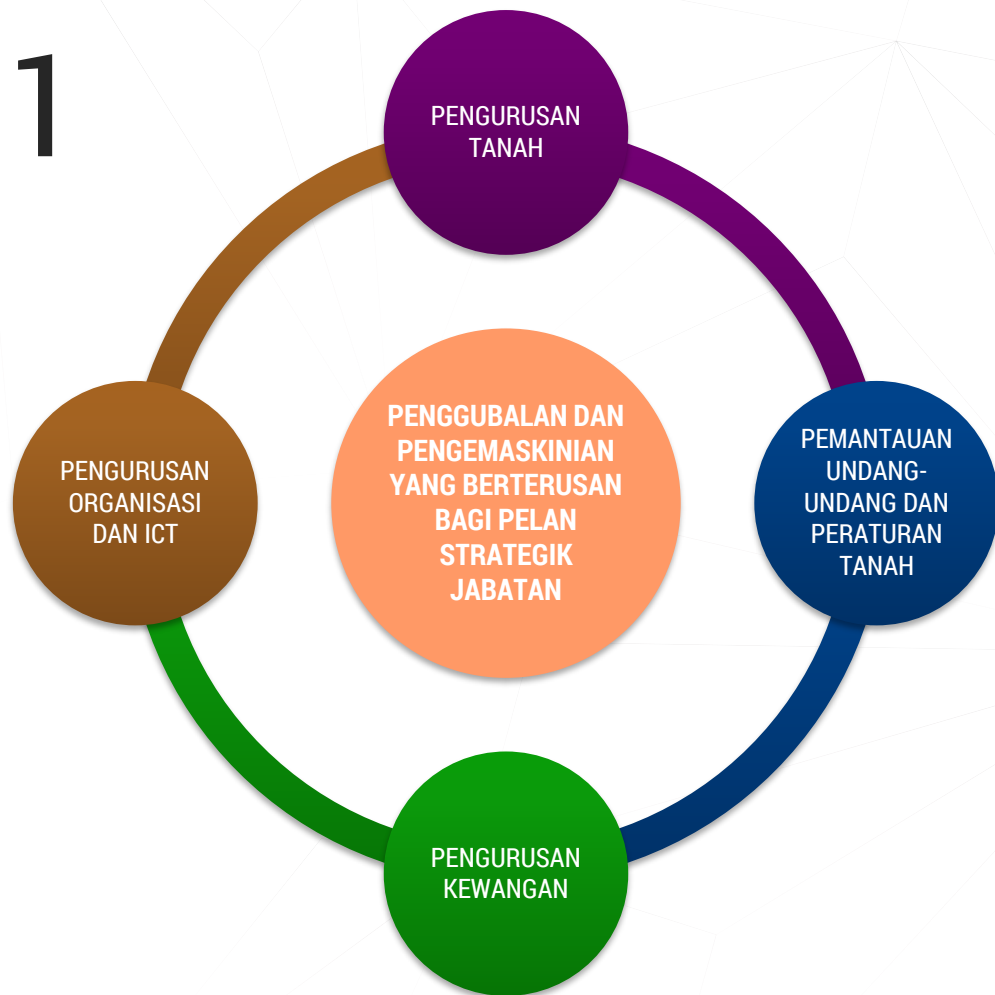 1
PENGURUSAN
TANAH
PENGGUBALAN DAN
PENGEMASKINIAN
YANG BERTERUSAN
BAGI PELAN
STRATEGIK
JABATAN
PEMANTAUAN
UNDANG-
UNDANG DAN
PERATURAN
TANAH
PENGURUSAN
KEWANGAN
PENGURUSAN
ORGANISASI
DAN ICT